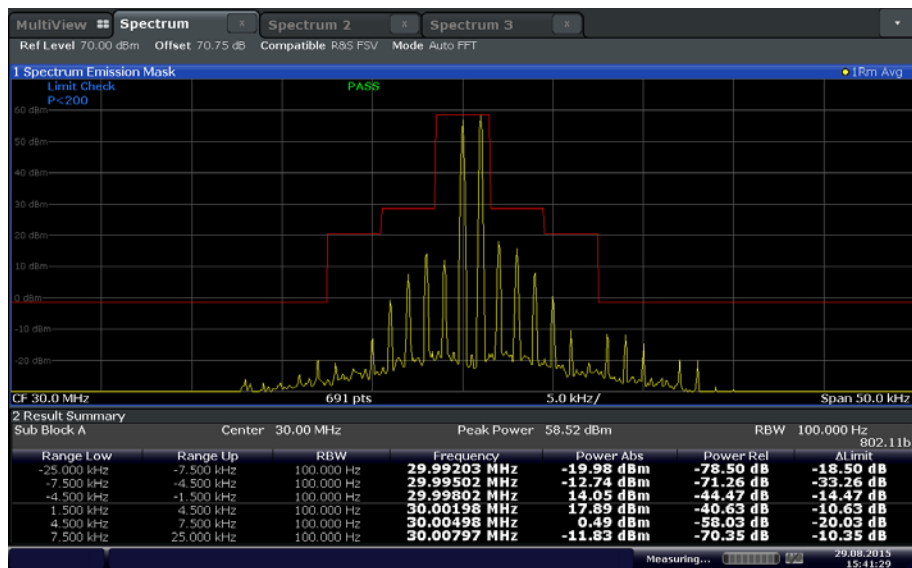 MultiView Spectrum x Spectrum 2 x Spectrum 3 x
Ref Level 70.00 dBm Offset 70.75 dB Compatible R&S FSV Mode Auto FFT
1 Spectrum Emission Mask 1Rm Avg
Limit Check PASS
P<200
60 dBm
50 dBm
40 dBm
30 dBm
20 dBm
10 dBm
0 dBm
-10 dBm
-20 dBm
CF 30.0 MHz 691 pts 5.0 kHz/ Span 50.0 kHz
2 Result Summary
Sub Block A Center 30.00 MHz Peak Power 58.52 dBm RBW 100.000 Hz
802.11b
Range Low Range Up RBW Frequency Power Abs Power Rel ΔLimit
-25.000 kHz -7.500 kHz 100.000 Hz 29.99203 MHz -19.98 dBm -78.50 dB -18.50 dB
-7.500 kHz -4.500 kHz 100.000 Hz 29.99502 MHz -12.74 dBm -71.26 dB -33.26 dB
-4.500 kHz -1.500 kHz 100.000 Hz 29.99802 MHz 14.05 dBm -44.47 dB -14.47 dB
1.500 kHz 4.500 kHz 100.000 Hz 30.00198 MHz 17.89 dBm -40.63 dB -10.63 dB
4.500 kHz 7.500 kHz 100.000 Hz 30.00498 MHz 0.49 dBm -58.03 dB -20.03 dB
7.500 kHz 25.000 kHz 100.000 Hz 30.00797 MHz -11.83 dBm -70.35 dB -10.35 dB
Measuring... 29.08.2015
15:41:29